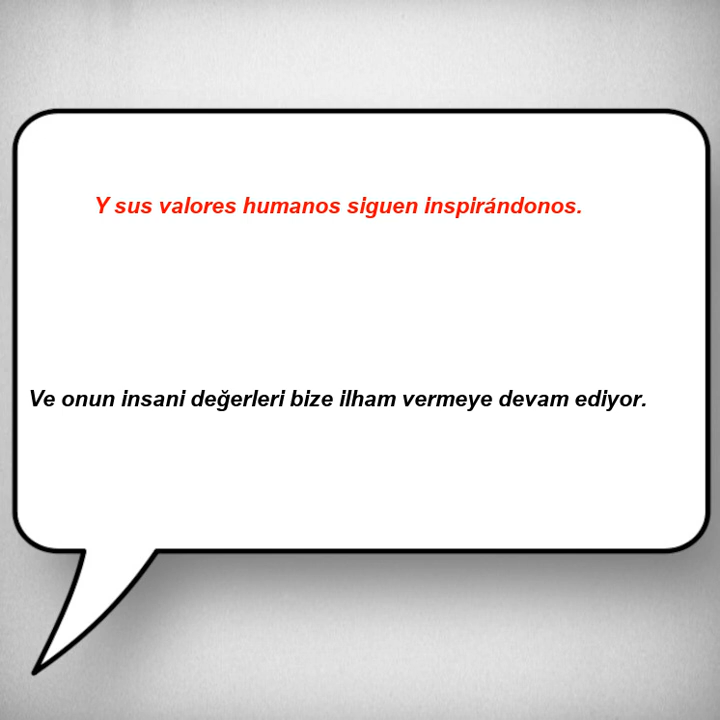 Y sus valores humanos siguen inspirándonos.
Ve onun insani değerleri bize ilham vermeye devam ediyor.